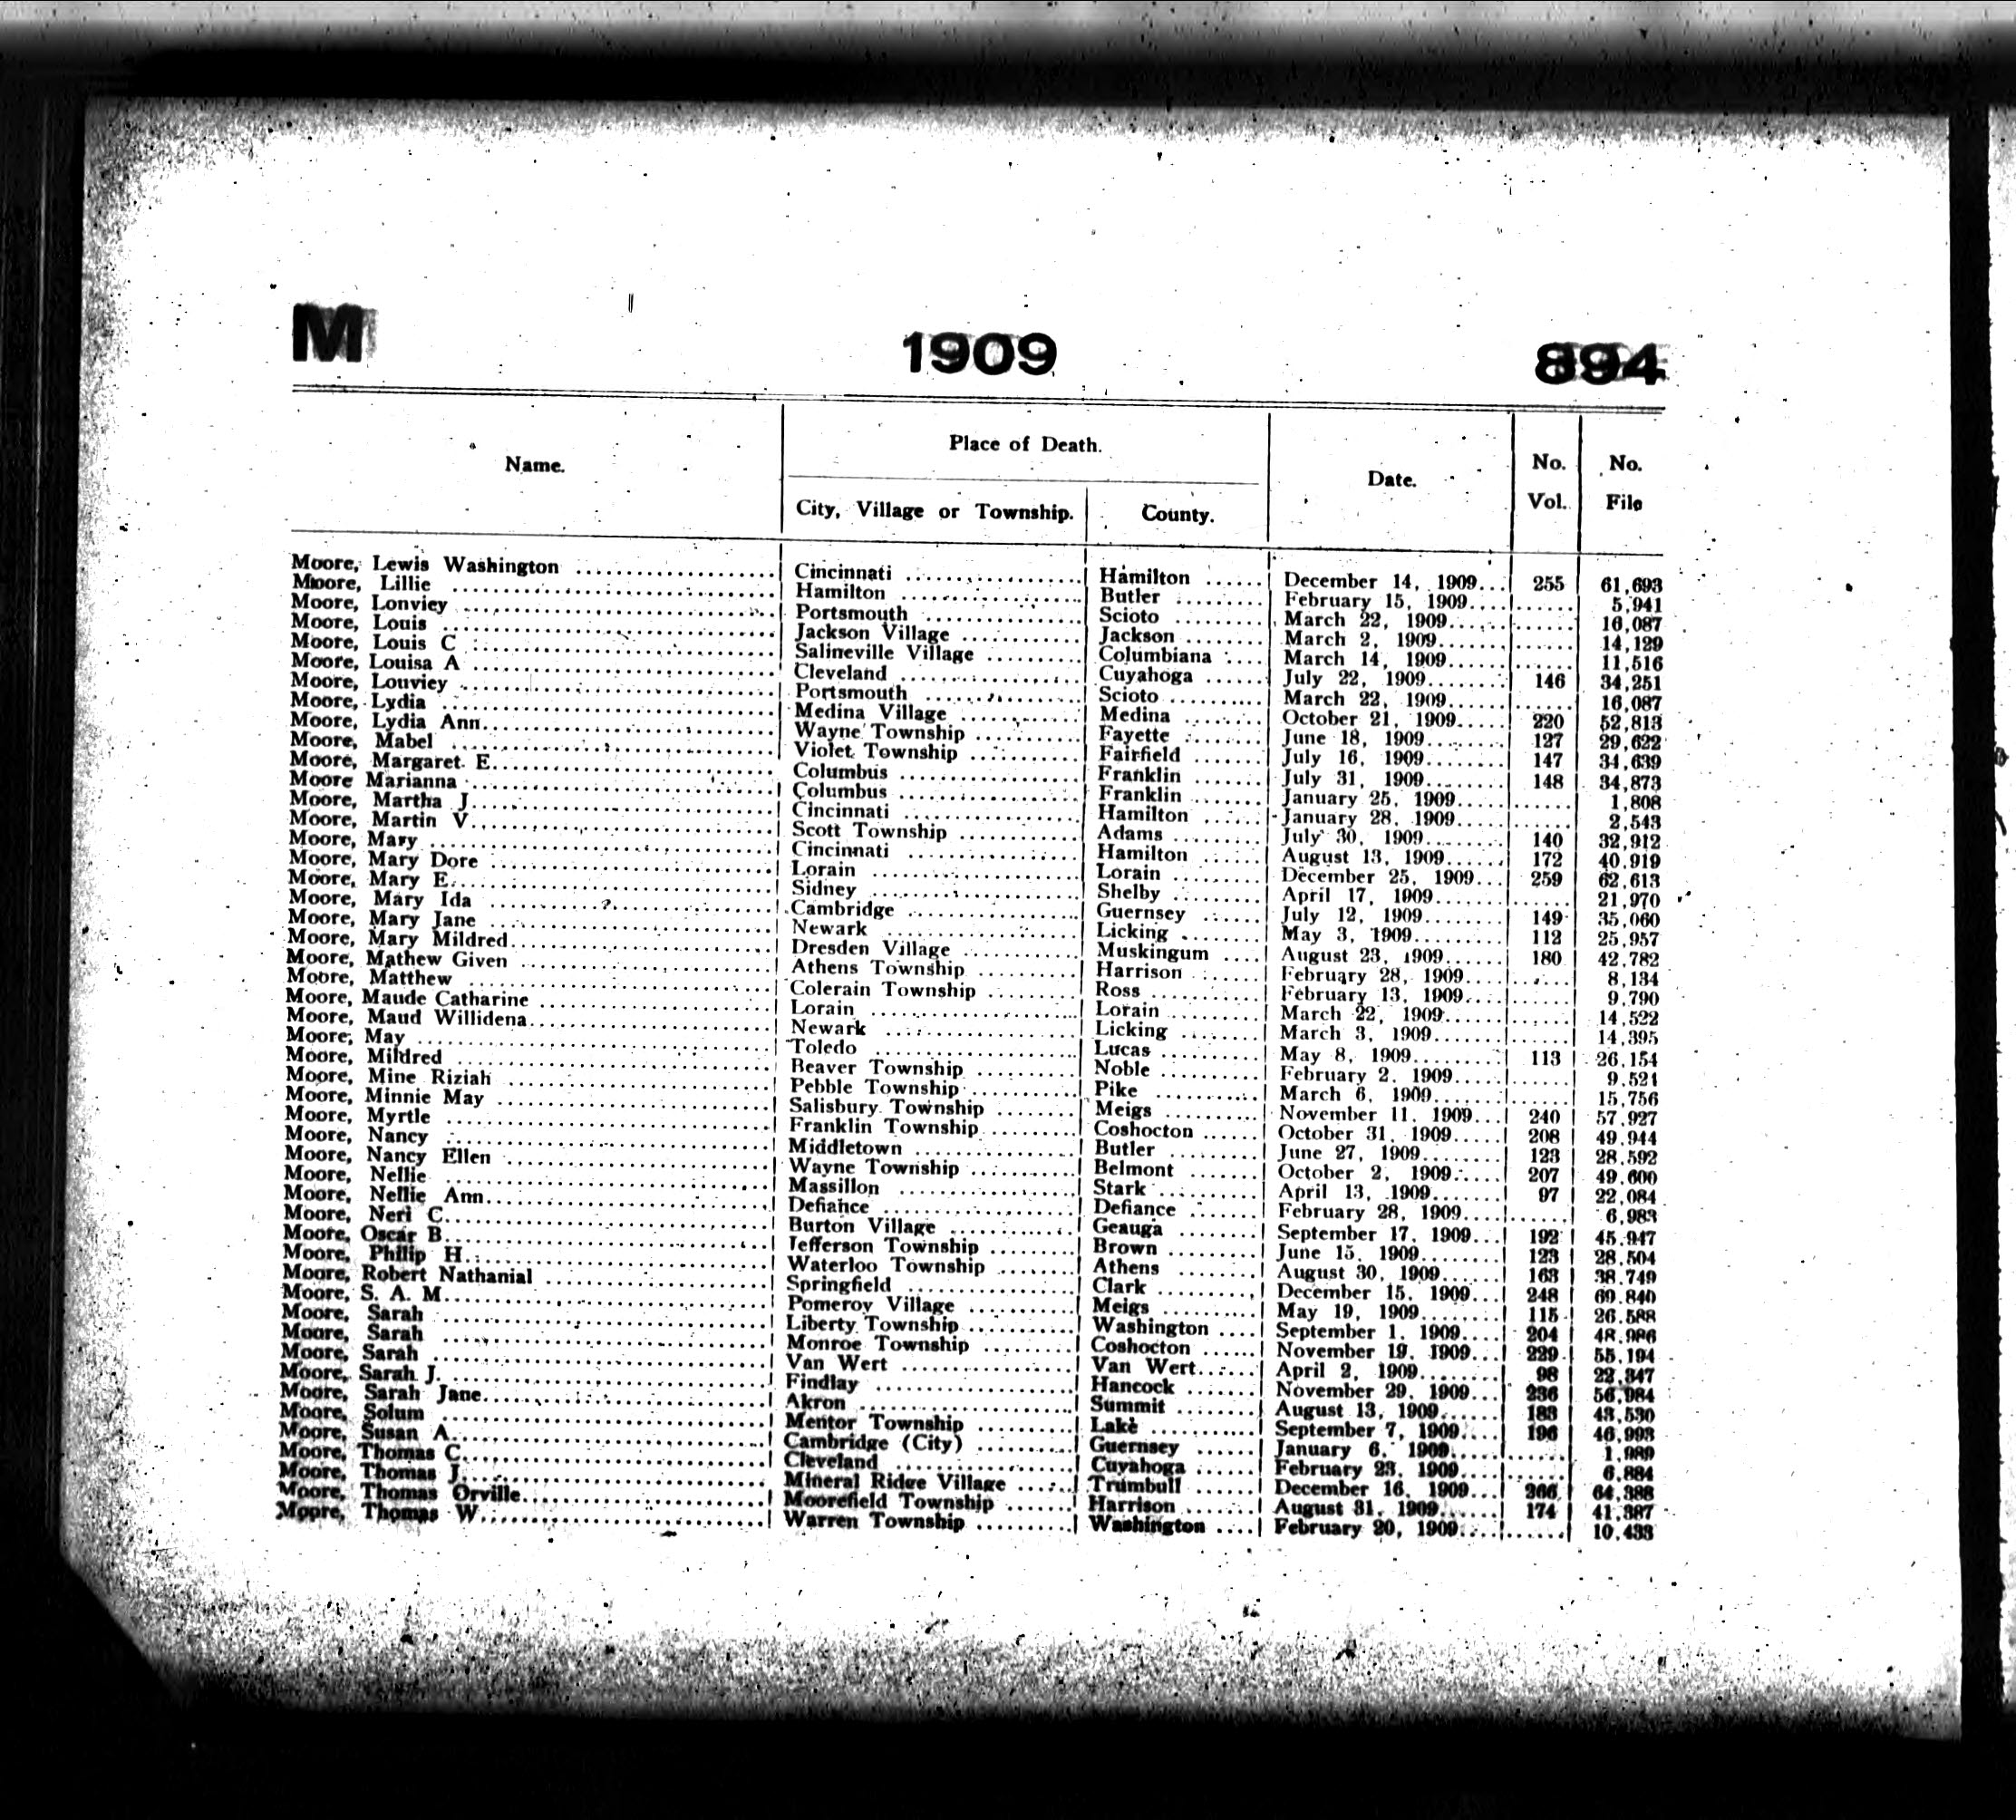 M 1909 894
Name. Place of Death. Date. No. Vol. No. File
City, Village or Township. County.
Moore, Lewis Washington Cincinnati Hamilton December 14, 1909 255 61,693
Moore, Lillie Hamilton Butler February 15, 1909 5,941
Moore, Lonviey Portsmouth Scioto March 22, 1909 16,087
Moore, Louis Jackson Village Jackson March 2, 1909 14,129
Moore, Louis C Salineville Village Columbiana March 14, 1909 11,516
Moore, Louisa A Cleveland Cuyahoga July 22, 1909 146 34,251
Moore, Louviey Portsmouth Scioto March 22, 1909 16,087
Moore, Lydia Medina Village Medina October 21, 1909 220 52,813
Moore, Lydia Ann Wayne Township Fayette June 18, 1909 127 29,622
Moore, Mabel Violet Township Fairfield July 16, 1909 147 34,639
Moore, Margaret E Columbus Franklin July 31, 1909 148 34,873
Moore Marianna Columbus Franklin January 25, 1909 1,808
Moore, Martha J Cincinnati Hamilton January 28, 1909 2,543
Moore, Martin V Scott Township Adams July 30, 1909 140 32,912
Moore, Mary Cincinnati Hamilton August 13, 1909 172 40,919
Moore, Mary Dore Lorain Lorain December 25, 1909 259 62,613
Moore, Mary E. Sidney Shelby April 17, 1909 21,970
Moore, Mary Ida Cambridge Guernsey July 12, 1909 149 35,060
Moore, Mary Jane Newark Licking May 3, 1909 112 25,957
Moore, Mary Mildred Dresden Village Muskingum August 23, 1909 180 42,782
Moore, Mathew Given Athens Township Harrison February 28, 1909 8,134
Moore, Matthew Colerain Township Ross February 13, 1909 9,790
Moore, Maude Catharine Lorain Lorain March 22, 1909 14,522
Moore, Maud Willidena Newark Licking March 3, 1909 14,395
Moore, May Toledo Lucas May 8, 1909 113 26,154
Moore, Mildred Beaver Township Noble February 2, 1909 9,521
Moore, Mine Riziah Pebble Township Pike March 6, 1909 15,756
Moore, Minnie May Salisbury Township Meigs November 11, 1909 240 57,927
Moore, Myrtle Franklin Township Coshocton October 31, 1909 208 49,944
Moore, Nancy Middletown Butler June 27, 1909 123 28,592
Moore, Nancy Ellen Wayne Township Belmont October 2, 1909 207 49,600
Moore, Nellie Massillon Stark April 13, 1909 97 22,084
Moore, Nellie Ann Defiance Defiance February 28, 1909 6,983
Moore, Neri C Burton Village Geauga September 17, 1909 192 45,947
Moore, Oscar B Jefferson Township Brown June 15, 1909 123 28,504
Moore, Philip H Waterloo Township Athens August 30, 1909 163 38,749
Moore, Robert Nathanial Springfield Clark December 15, 1909 248 60,840
Moore, S. A. M Pomeroy Village Meigs May 19, 1909 115 26,588
Moore, Sarah Liberty Township Washington September 1, 1909 204 48,986
Moore, Sarah Monroe Township Coshocton November 19, 1909 229 55,194
Moore, Sarah Van Wert Van Wert April 2, 1909 98 22,347
Moore, Sarah J. Findlay Hancock November 29, 1909 236 56,984
Moore, Sarah Jane Akron Summit August 13, 1909 183 43,530
Moore, Solum Mentor Township Lake September 7, 1909 196 46,993
Moore, Susan A Cambridge (City) Guernsey January 6, 1909 1,989
Moore, Thomas C Cleveland Cuyahoga February 23, 1909 6,884
Moore, Thomas J Mineral Ridge Village Trumbull December 16, 1909 266 64,388
Moore, Thomas Orville Moorefield Township Harrison August 31, 1909 174 41,387
Moore, Thomas W Warren Township Washington February 20, 1909 10,433